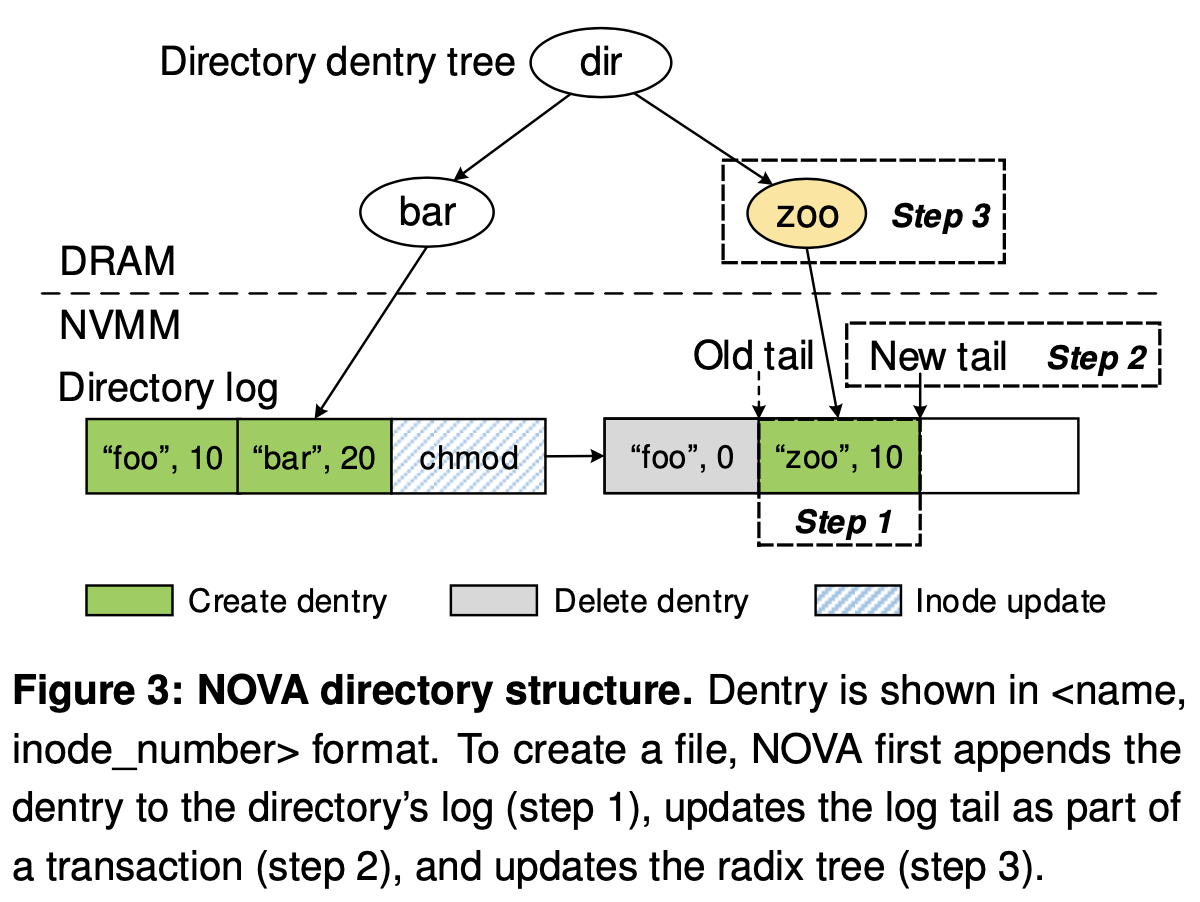 Directory dentry tree
dir
bar
zoo
Step 3
DRAM
NVMM
Old tail
New tail
Step 2
Directory log
“foo”, 10
“bar”, 20
chmod
“foo”, 0
“zoo”, 10
Step 1
Create dentry
Delete dentry
Inode update
Figure 3: NOVA directory structure. Dentry is shown in <name,
inode_number> format. To create a file, NOVA first appends the
dentry to the directory’s log (step 1), updates the log tail as part of
a transaction (step 2), and updates the radix tree (step 3).